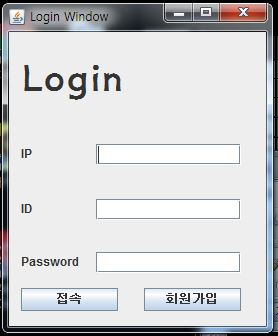 Login Window
Login
IP
ID
Password
접속 회원가입